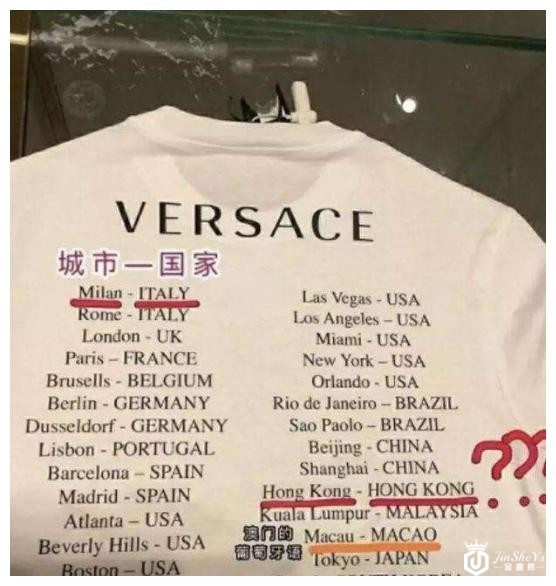 VERSACE
城市—国家
Milan - ITALY
Rome - ITALY
London - UK
Paris – FRANCE
Brusells - BELGIUM
Berlin - GERMANY
Dusseldorf - GERMANY
Lisbon - PORTUGAL
Barcelona – SPAIN
Madrid - SPAIN
Atlanta – USA
Beverly Hills - USA
Boston – USA
Las Vegas - USA
Los Angeles – USA
Miami - USA
New York – USA
Orlando - USA
Rio de Janeiro – BRAZIL
Sao Paolo – BRAZIL
Beijing - CHINA
Shanghai - CHINA
Hong Kong - HONG KONG
???
Kuala Lumpur - MALAYSIA
Macau - MACAO
澳门的
葡萄牙语
Tokyo - JAPAN
JinSheYi